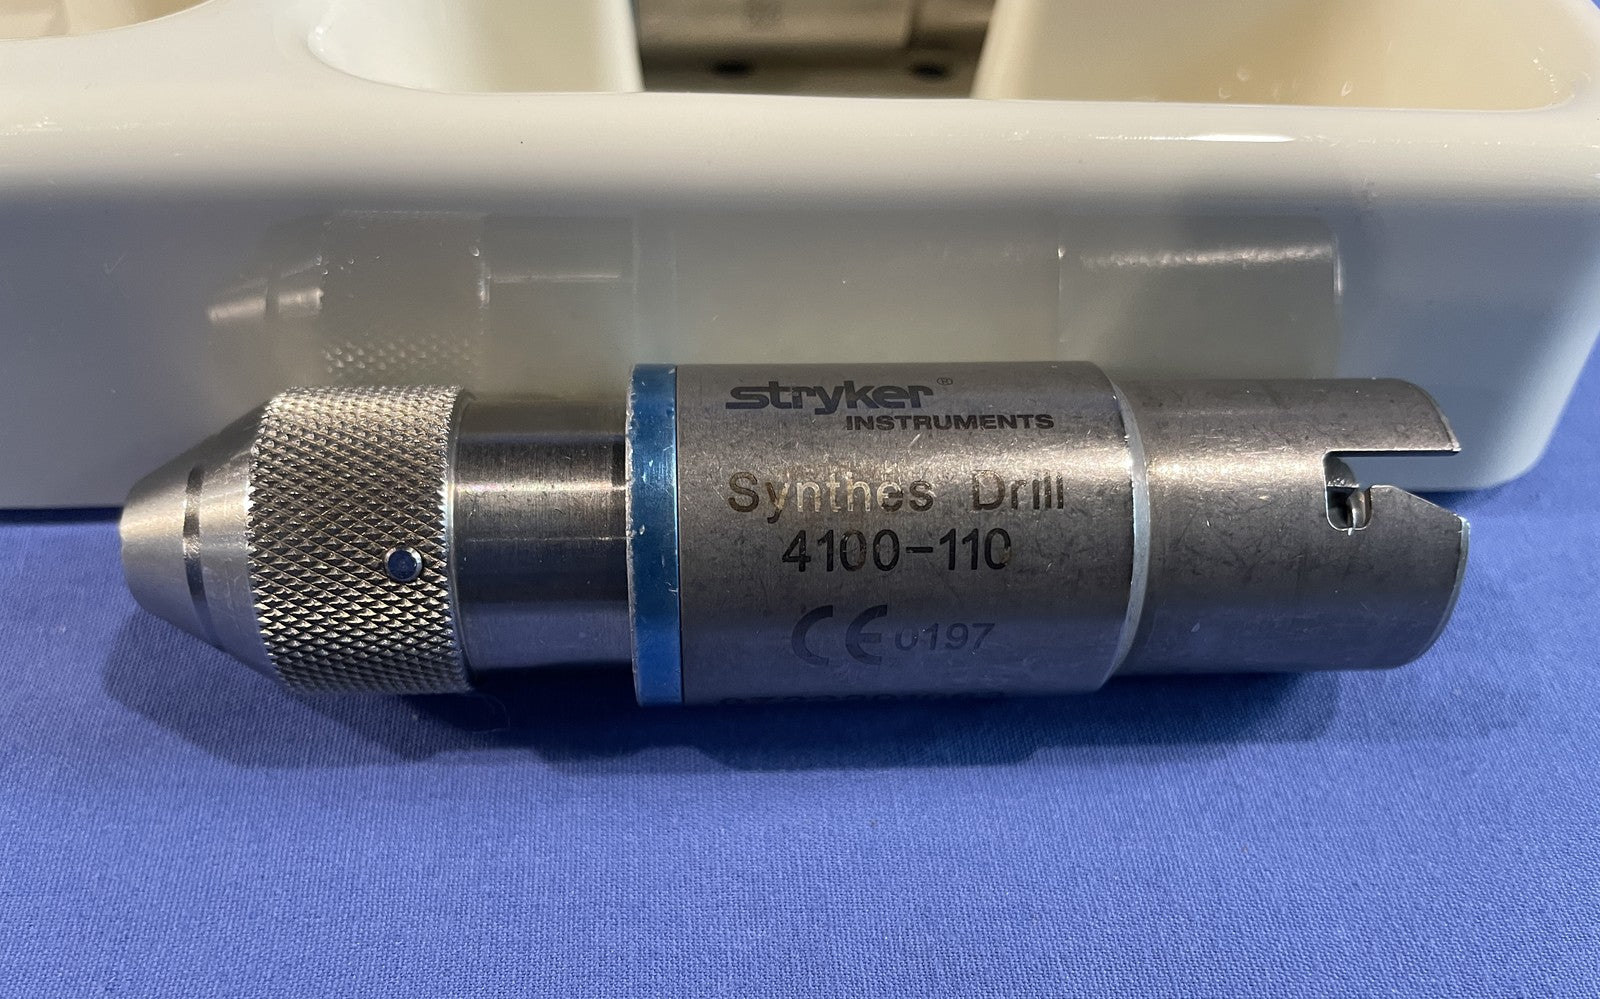 stryker®
INSTRUMENTS
Synthes Drill
4100-110
CE 0197